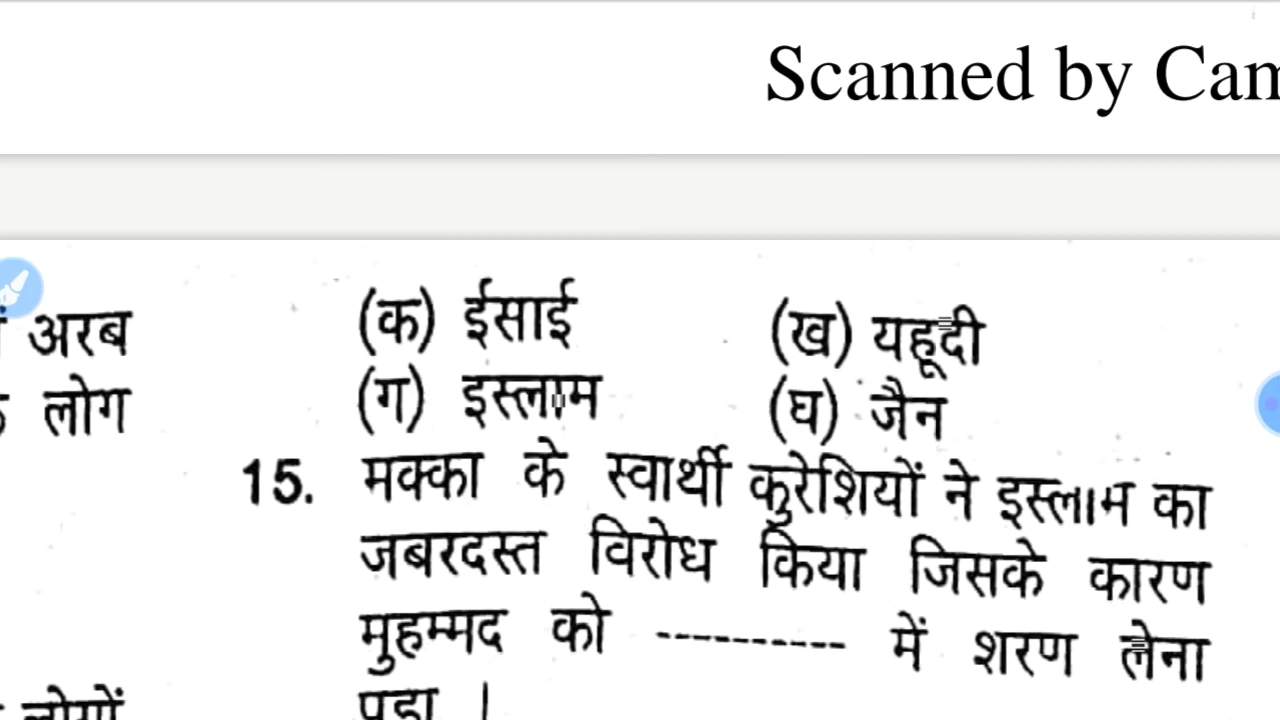 Scanned by Cam
अरब
लोग
(क) ईसाई (ख) यहूदी
(ग) इस्लाम (घ) जैन
15. मक्का के स्वार्थी कुरेशियों ने इस्लाम का
जबरदस्त विरोध किया जिसके कारण
मुहम्मद को ---------- में शरण लेना
पड़ा ।
लोगों